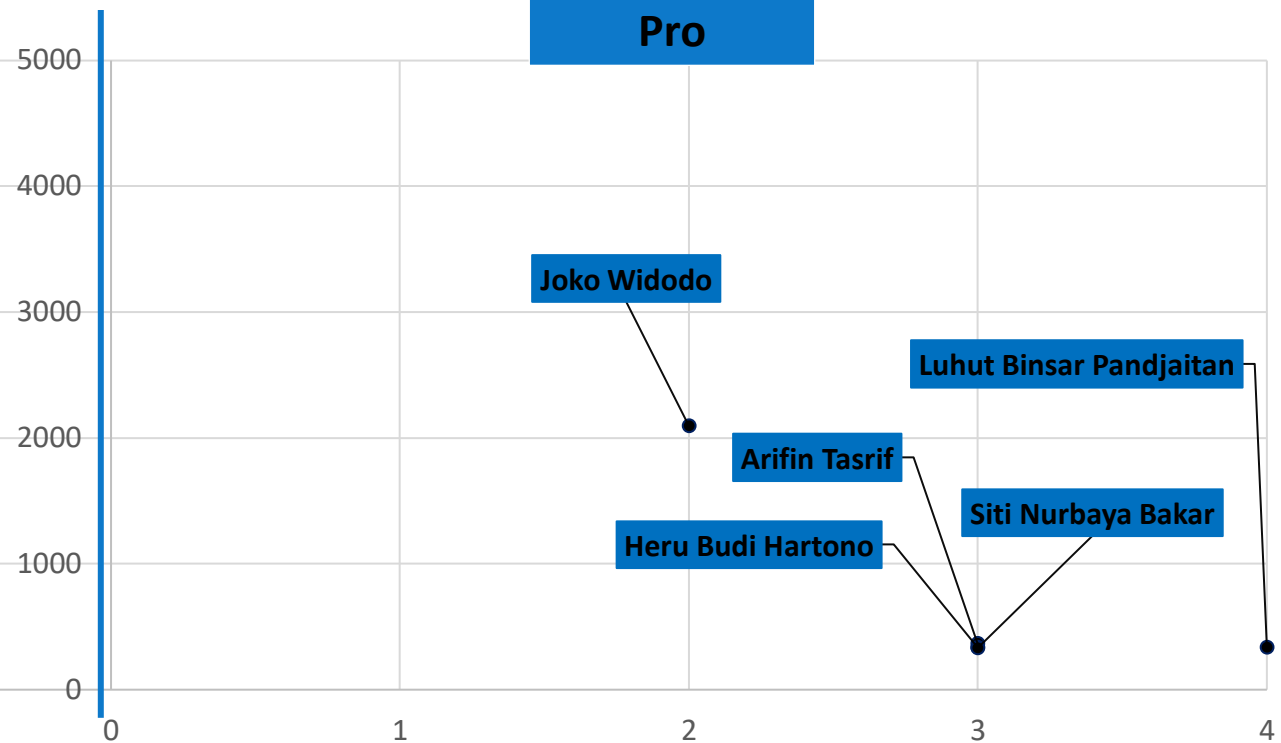 Pro
5000
4000
3000
2000
1000
0
Joko Widodo
Luhut Binsar Pandjaitan
Arifin Tasrif
Siti Nurbaya Bakar
Heru Budi Hartono
0 1 2 3 4